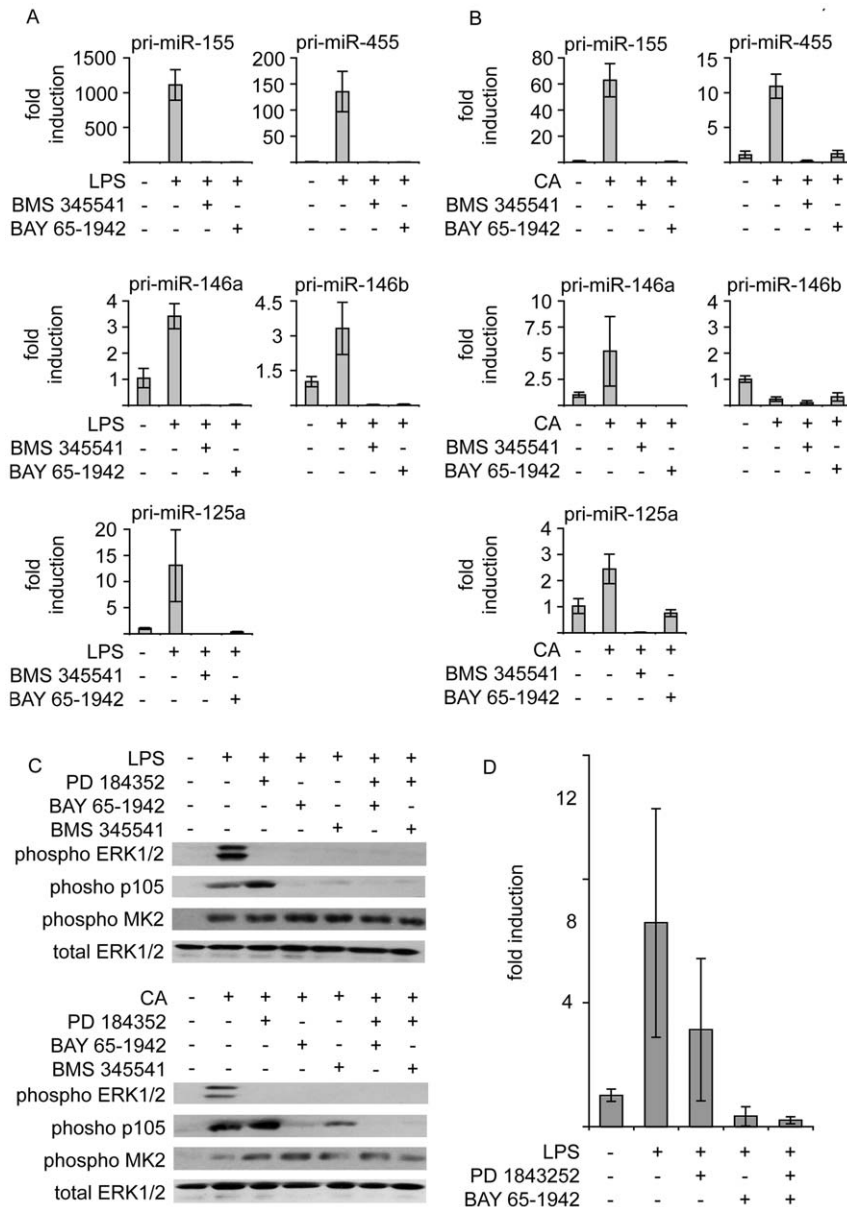 A
pri-miR-155
pri-miR-455
fold induction
1500
1000
500
200
150
100
50
LPS - + + + - + + +
BMS 345541 - - + - - - + -
BAY 65-1942 - - - + - - - +
pri-miR-146a
pri-miR-146b
fold induction
4
3
2
1
4.5
3
1.5
LPS - + + + - + + +
BMS 345541 - - + - - - + -
BAY 65-1942 - - - + - - - +
pri-miR-125a
fold induction
20
15
10
5
LPS - + + +
BMS 345541 - - + -
BAY 65-1942 - - - +
B
pri-miR-155
pri-miR-455
fold induction
80
60
40
20
15
10
5
CA - + + + - + + +
BMS 345541 - - + - - - + -
BAY 65-1942 - - - + - - - +
pri-miR-146a
pri-miR-146b
fold induction
10
7.5
5
2.5
4
3
2
1
CA - + + + - + + +
BMS 345541 - - + - - - + -
BAY 65-1942 - - - + - - - +
pri-miR-125a
fold induction
4
3
2
1
CA - + + +
BMS 345541 - - + -
BAY 65-1942 - - - +
C
LPS - + + + + + +
PD 184352 - - + - - + +
BAY 65-1942 - - - + - + -
BMS 345541 - - - - + - +
phospho ERK1/2
phosho p105
phospho MK2
total ERK1/2
CA - + + + + + +
PD 184352 - - + - - + +
BAY 65-1942 - - - + - + -
BMS 345541 - - - - + - +
phospho ERK1/2
phosho p105
phospho MK2
total ERK1/2
D
fold induction
12
8
4
LPS - + + + +
PD 1843252 - - + - +
BAY 65-1942 - - - + +